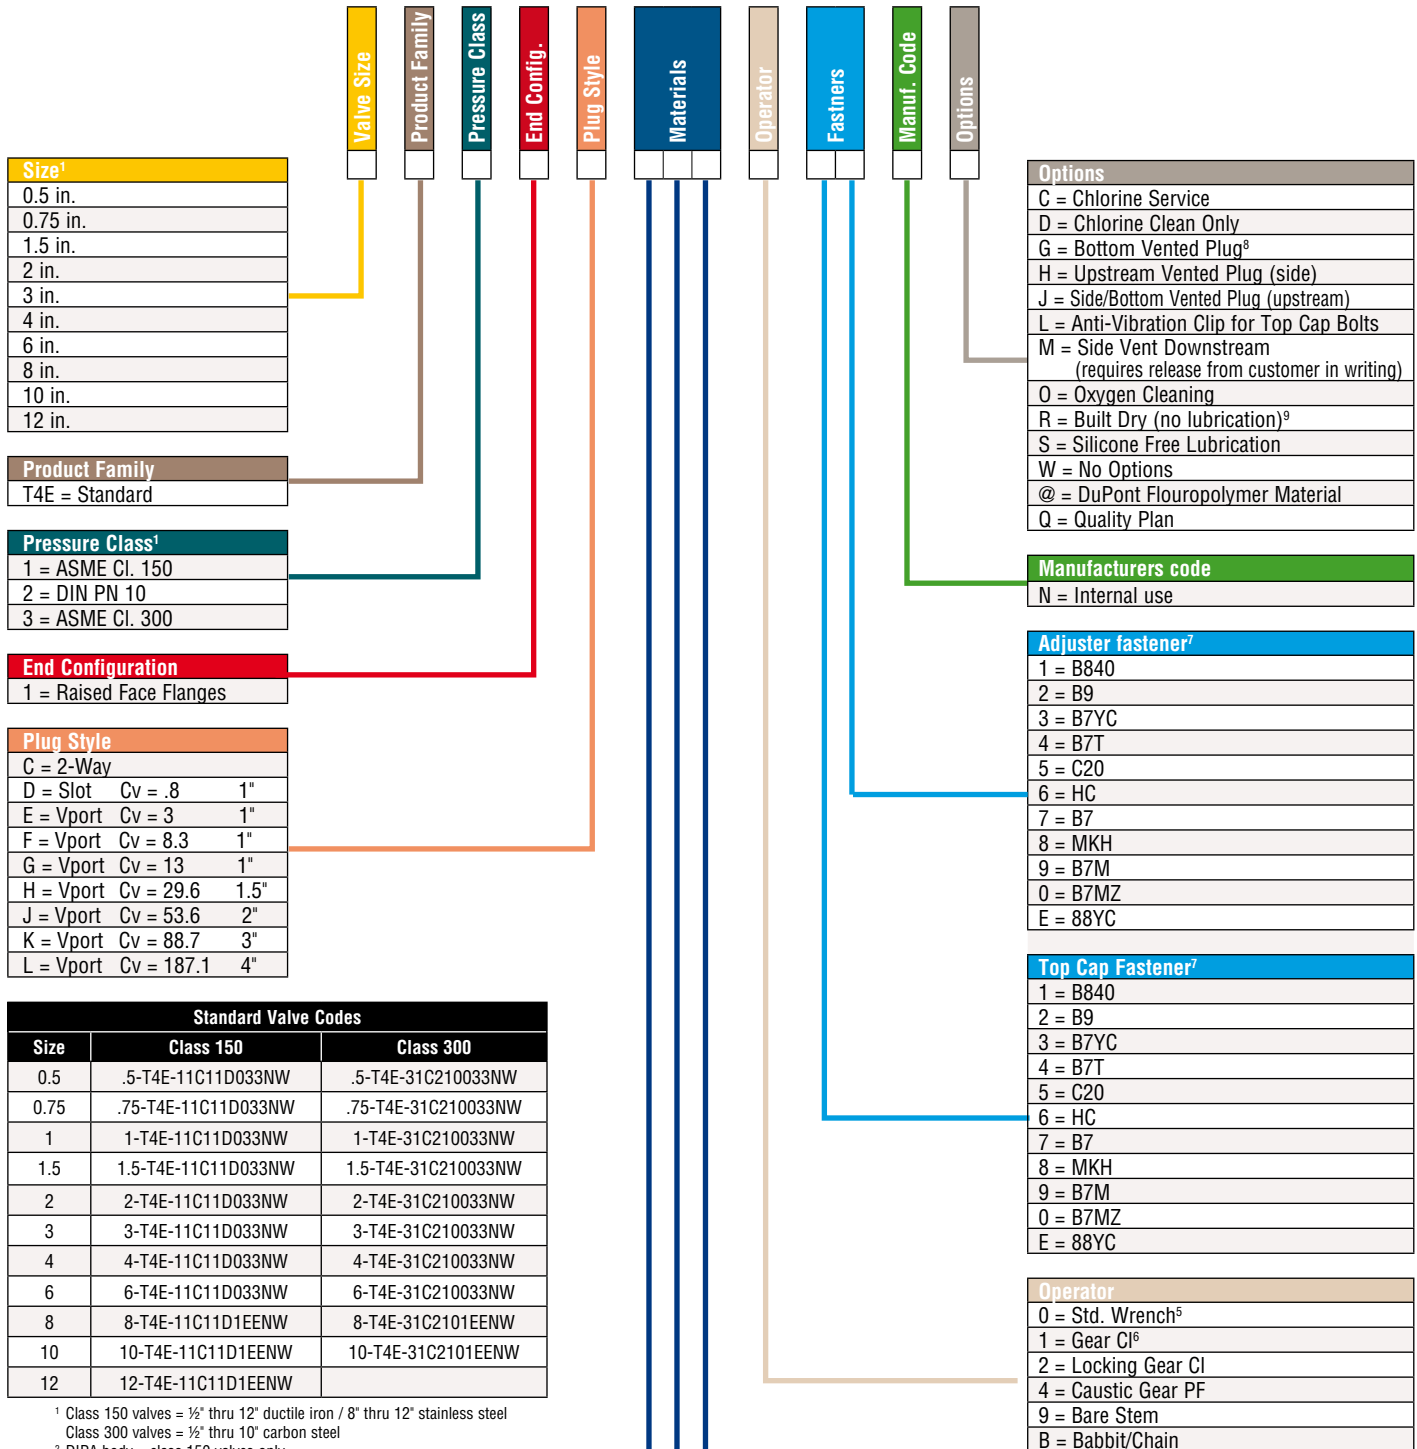 Valve Size
Product Family
Pressure Class
End Config.
Plug Style
Materials
Operator
Fastners
Manuf. Code
Options
Size¹
0.5 in.
0.75 in.
1.5 in.
2 in.
3 in.
4 in.
6 in.
8 in.
10 in.
12 in.
Product Family
T4E = Standard
Pressure Class¹
1 = ASME Cl. 150
2 = DIN PN 10
3 = ASME Cl. 300
End Configuration
1 = Raised Face Flanges
Plug Style
C = 2-Way
D = Slot Cv = .8 1"
E = Vport Cv = 3 1"
F = Vport Cv = 8.3 1"
G = Vport Cv = 13 1"
H = Vport Cv = 29.6 1.5"
J = Vport Cv = 53.6 2"
K = Vport Cv = 88.7 3"
L = Vport Cv = 187.1 4"
Standard Valve Codes
Size Class 150 Class 300
0.5 .5-T4E-11C11D033NW .5-T4E-31C210033NW
0.75 .75-T4E-11C11D033NW .75-T4E-31C210033NW
1 1-T4E-11C11D033NW 1-T4E-31C210033NW
1.5 1.5-T4E-11C11D033NW 1.5-T4E-31C210033NW
2 2-T4E-11C11D033NW 2-T4E-31C210033NW
3 3-T4E-11C11D033NW 3-T4E-31C210033NW
4 4-T4E-11C11D033NW 4-T4E-31C210033NW
6 6-T4E-11C11D033NW 6-T4E-31C210033NW
8 8-T4E-11C11D1EENW 8-T4E-31C2101EENW
10 10-T4E-11C11D1EENW 10-T4E-31C2101EENW
12 12-T4E-11C11D1EENW
¹ Class 150 valves = ½" thru 12" ductile iron / 8" thru 12" stainless steel
Class 300 valves = ½" thru 10" carbon steel
Options
C = Chlorine Service
D = Chlorine Clean Only
G = Bottom Vented Plug⁸
H = Upstream Vented Plug (side)
J = Side/Bottom Vented Plug (upstream)
L = Anti-Vibration Clip for Top Cap Bolts
M = Side Vent Downstream
(requires release from customer in writing)
O = Oxygen Cleaning
R = Built Dry (no lubrication)⁹
S = Silicone Free Lubrication
W = No Options
@ = DuPont Flouropolymer Material
Q = Quality Plan
Manufacturers code
N = Internal use
Adjuster fastener⁷
1 = B840
2 = B9
3 = B7YC
4 = B7T
5 = C20
6 = HC
7 = B7
8 = MKH
9 = B7M
0 = B7MZ
E = 88YC
Top Cap Fastener⁷
1 = B840
2 = B9
3 = B7YC
4 = B7T
5 = C20
6 = HC
7 = B7
8 = MKH
9 = B7M
0 = B7MZ
E = 88YC
Operator
0 = Std. Wrench⁵
1 = Gear CI⁶
2 = Locking Gear CI
4 = Caustic Gear PF
9 = Bare Stem
B = Babbit/Chain